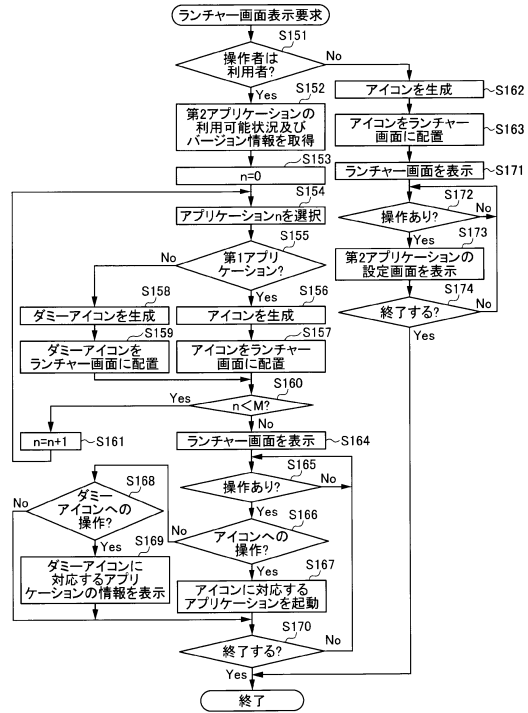 ランチャー画面表示要求
S151
操作者は
利用者?
No
Yes
S152
第2アプリケーションの
利用可能状況及び
バージョン情報を取得
S153
n=0
S154
アプリケーションnを選択
S155
第1アプリ
ケーション?
No
Yes
S158
ダミーアイコンを生成
S159
ダミーアイコンを
ランチャー画面に配置
S156
アイコンを生成
S157
アイコンをランチャー
画面に配置
S160
n<M?
Yes
No
n=n+1
S161
ランチャー画面を表示
S164
S165
操作あり?
No
Yes
S166
アイコンへの
操作?
No
Yes
S167
アイコンに対応する
アプリケーションを起動
S168
ダミー
アイコンへの
操作?
No
Yes
S169
ダミーアイコンに
対応するアプリ
ケーションの情報を表示
S170
終了する?
No
Yes
アイコンを生成
S162
アイコンをランチャー
画面に配置
S163
ランチャー画面を表示
S171
S172
操作あり?
No
Yes
S173
第2アプリケーションの
設定画面を表示
S174
終了する?
No
Yes
終了